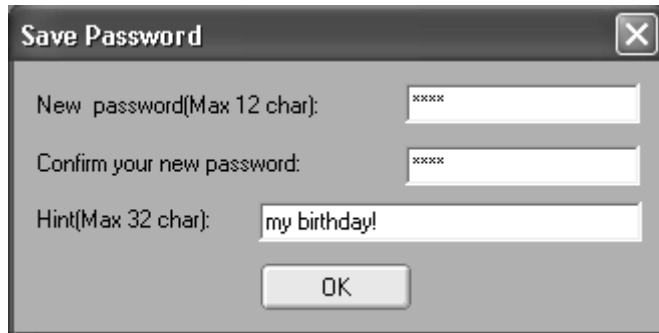 Save Password
New  password(Max 12 char): ****
Confirm your new password: ****
Hint(Max 32 char): my birthday!
OK